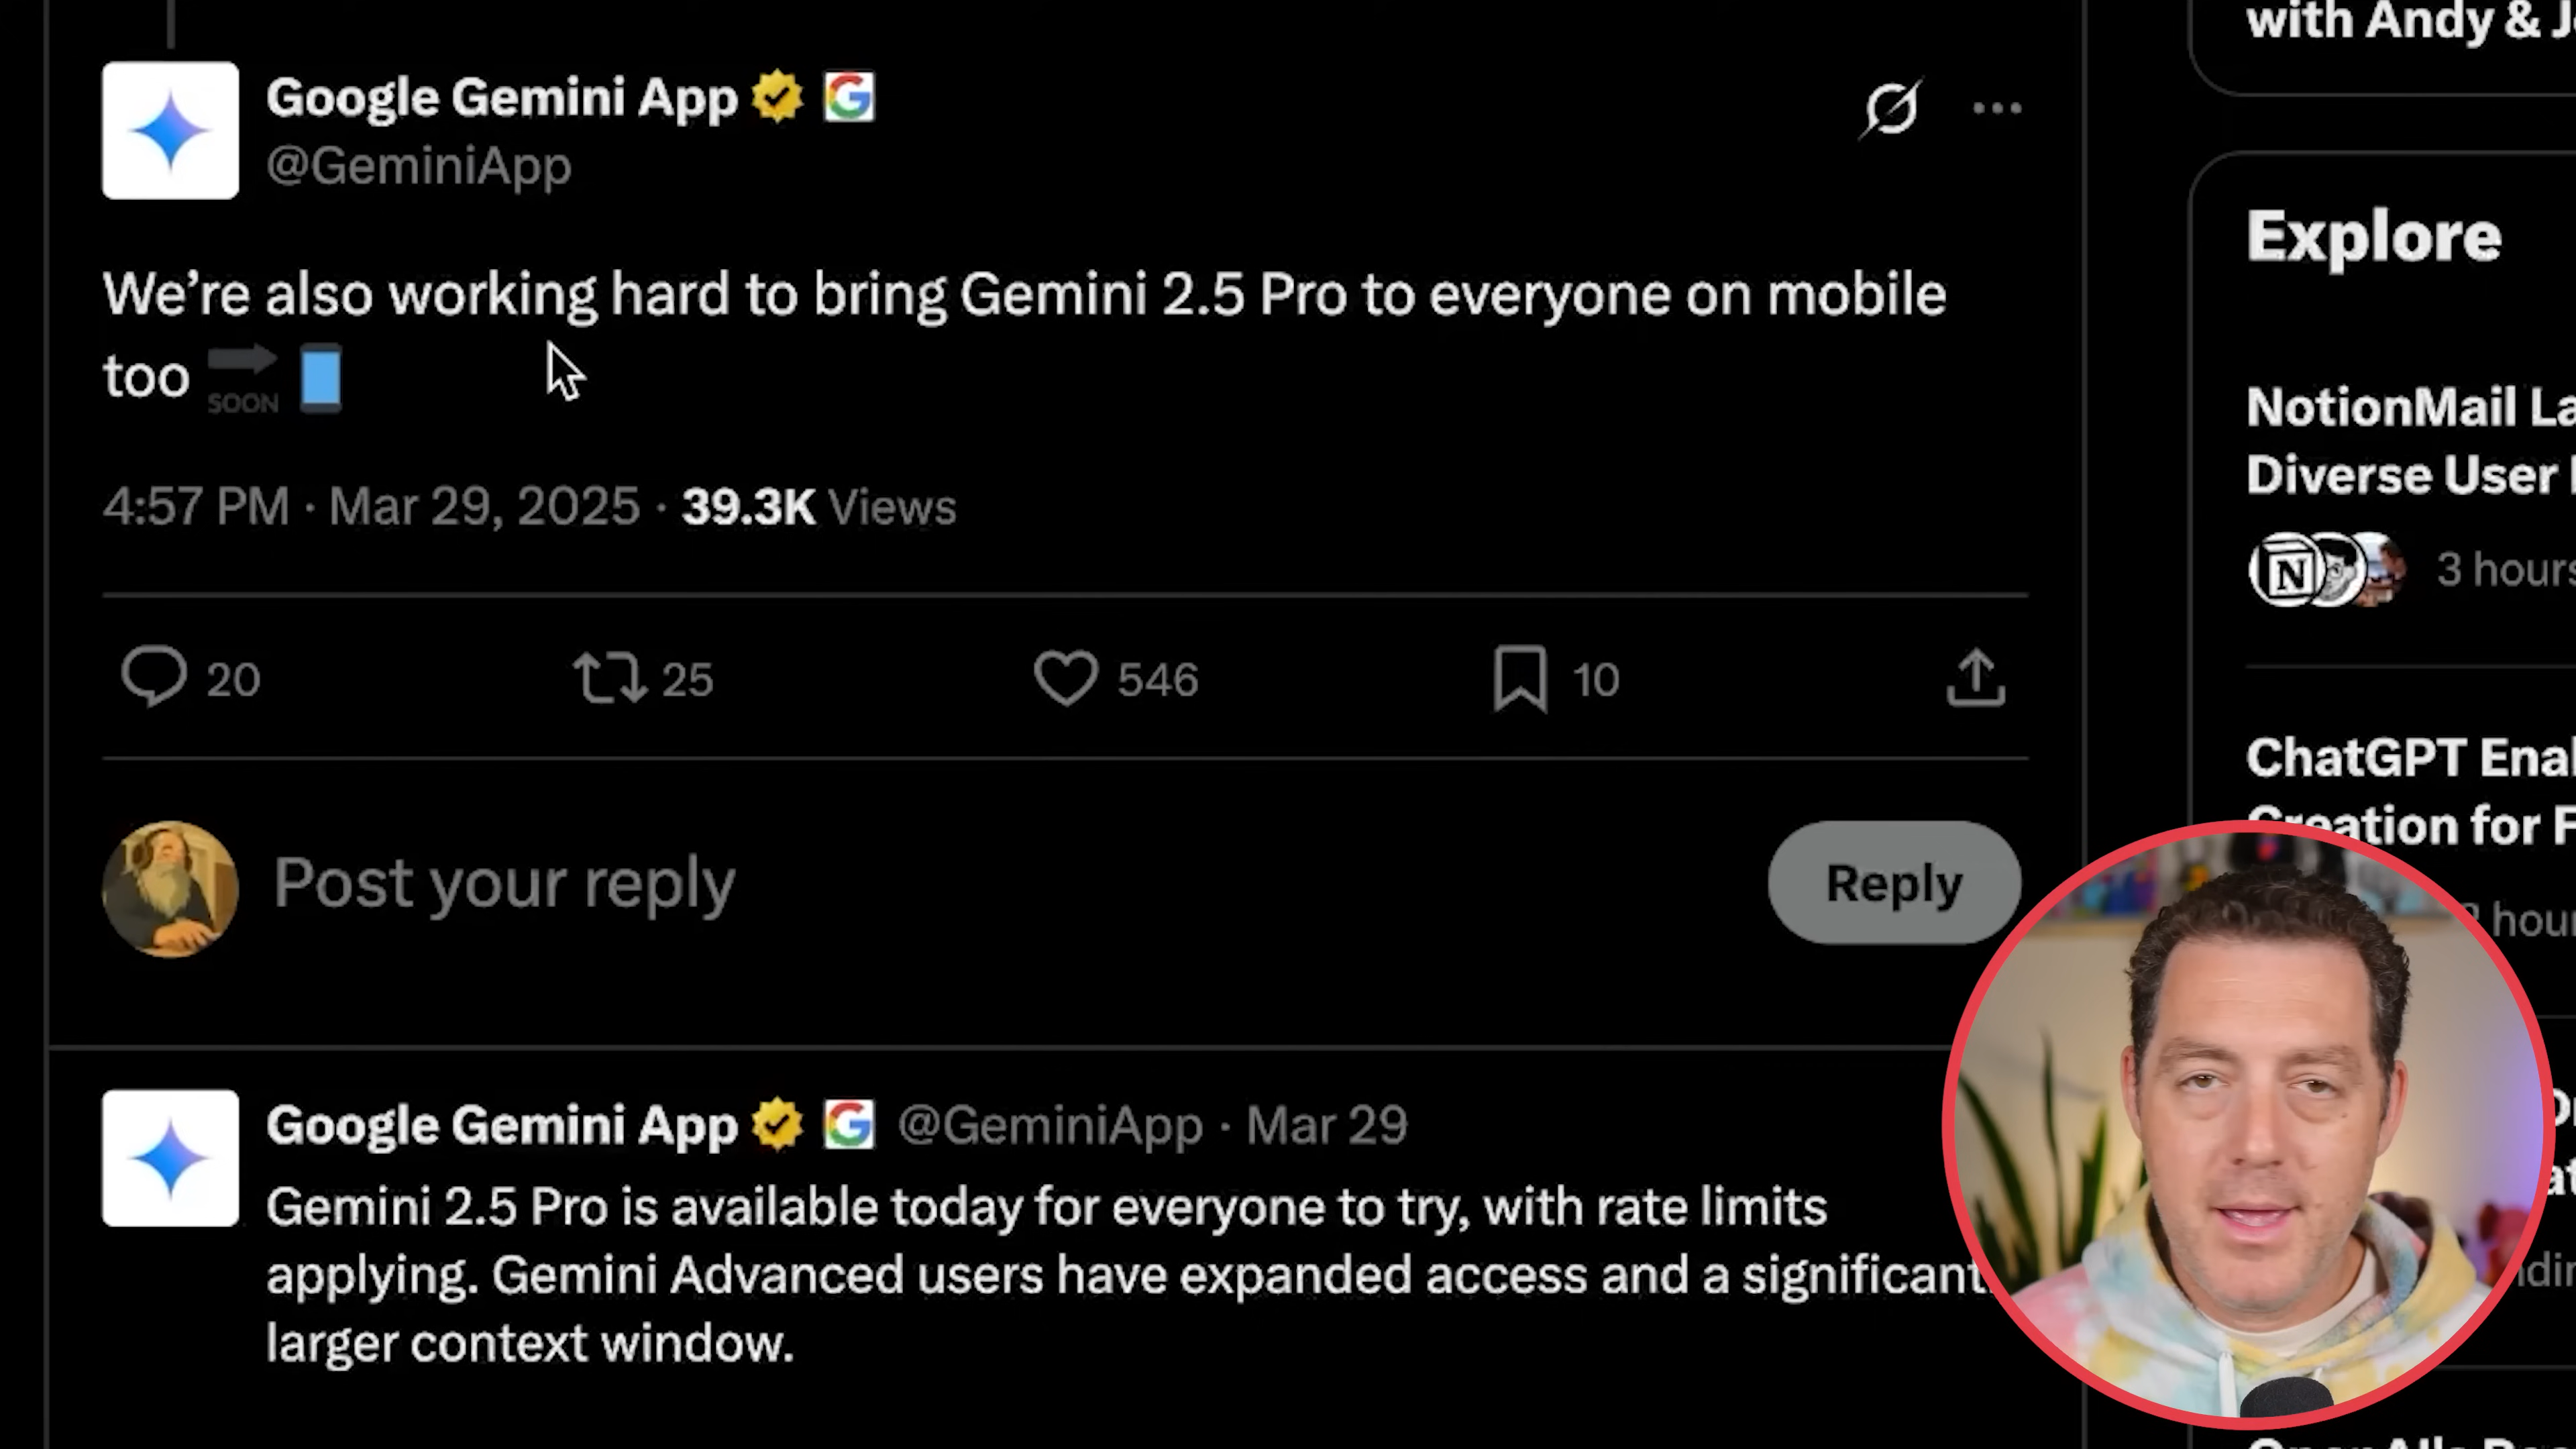 Google Gemini App
@GeminiApp
We're also working hard to bring Gemini 2.5 Pro to everyone on mobile
too SOON
4:57 PM · Mar 29, 2025 · 39.3K Views
20 25 546 10
Post your reply
Reply
Google Gemini App @GeminiApp · Mar 29
Gemini 2.5 Pro is available today for everyone to try, with rate limits
applying. Gemini Advanced users have expanded access and a
larger context window.
with Andy &
Explore
NotionMail
Diverse User
3 hours
ChatGPT
Creation for